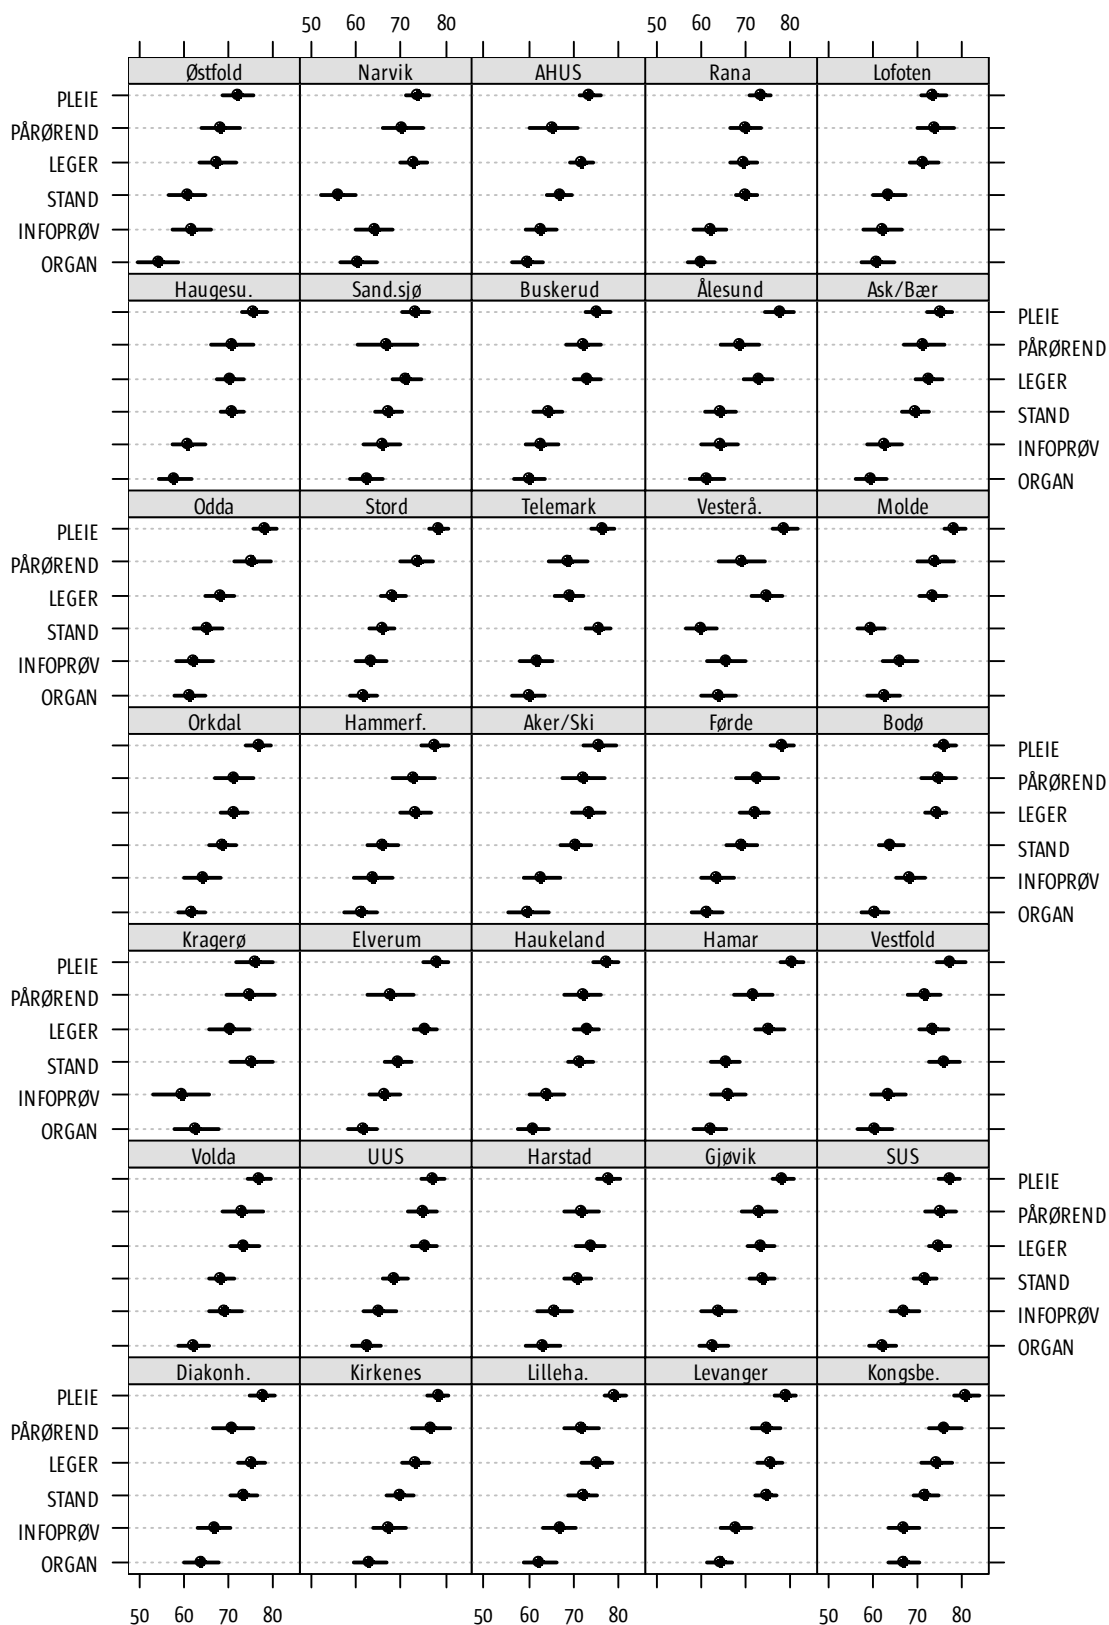 50 60 70 80 50 60 70 80
Østfold Narvik AHUS Rana Lofoten
PLEIE
PÅRØREND
LEGER
STAND
INFOPRØV
ORGAN
Haugesu. Sand.sjø Buskerud Ålesund Ask/Bær
PLEIE
PÅRØREND
LEGER
STAND
INFOPRØV
ORGAN
Odda Stord Telemark Vesterå. Molde
PLEIE
PÅRØREND
LEGER
STAND
INFOPRØV
ORGAN
Orkdal Hammerf. Aker/Ski Førde Bodø
PLEIE
PÅRØREND
LEGER
STAND
INFOPRØV
ORGAN
Kragerø Elverum Haukeland Hamar Vestfold
PLEIE
PÅRØREND
LEGER
STAND
INFOPRØV
ORGAN
Volda UUS Harstad Gjøvik SUS
PLEIE
PÅRØREND
LEGER
STAND
INFOPRØV
ORGAN
Diakonh. Kirkenes Lilleha. Levanger Kongsbe.
PLEIE
PÅRØREND
LEGER
STAND
INFOPRØV
ORGAN
50 60 70 80 50 60 70 80 50 60 70 80